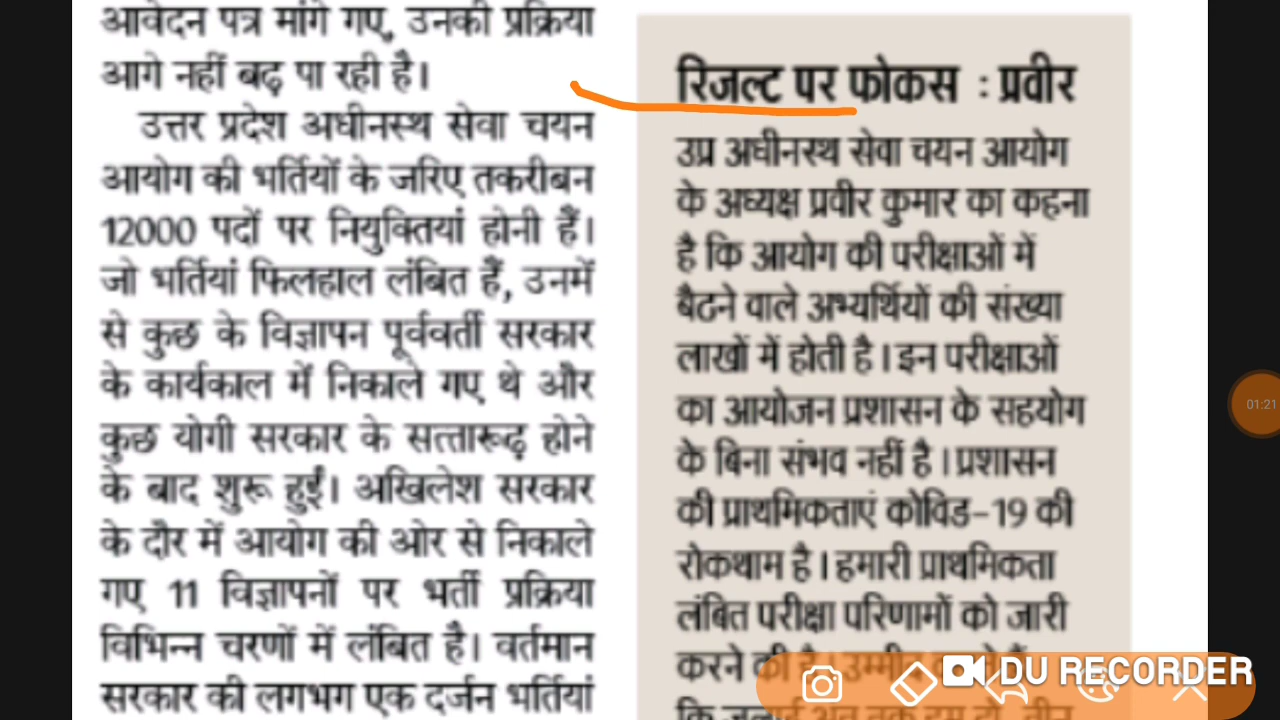 आवेदन पत्र मांगे गए, उनकी प्रक्रिया
आगे नहीं बढ़ पा रही है।
उत्तर प्रदेश अधीनस्थ सेवा चयन
आयोग की भर्तियों के जरिए तकरीबन
12000 पदों पर नियुक्तियां होनी हैं।
जो भर्तियां फिलहाल लंबित हैं, उनमें
से कुछ के विज्ञापन पूर्ववर्ती सरकार
के कार्यकाल में निकाले गए थे और
कुछ योगी सरकार के सत्तारूढ़ होने
के बाद शुरू हुईं। अखिलेश सरकार
के दौर में आयोग की ओर से निकाले
गए 11 विज्ञापनों पर भर्ती प्रक्रिया
विभिन्न चरणों में लंबित है। वर्तमान
सरकार की लगभग एक दर्जन भर्तियां
रिजल्ट पर फोकस : प्रवीर
उप्र अधीनस्थ सेवा चयन आयोग
के अध्यक्ष प्रवीर कुमार का कहना
है कि आयोग की परीक्षाओं में
बैठने वाले अभ्यर्थियों की संख्या
लाखों में होती है। इन परीक्षाओं
का आयोजन प्रशासन के सहयोग
के बिना संभव नहीं है। प्रशासन
की प्राथमिकताएं कोविड-19 की
रोकथाम है। हमारी प्राथमिकता
लंबित परीक्षा परिणामों को जारी
करने की है।
01:21
DU RECORDER